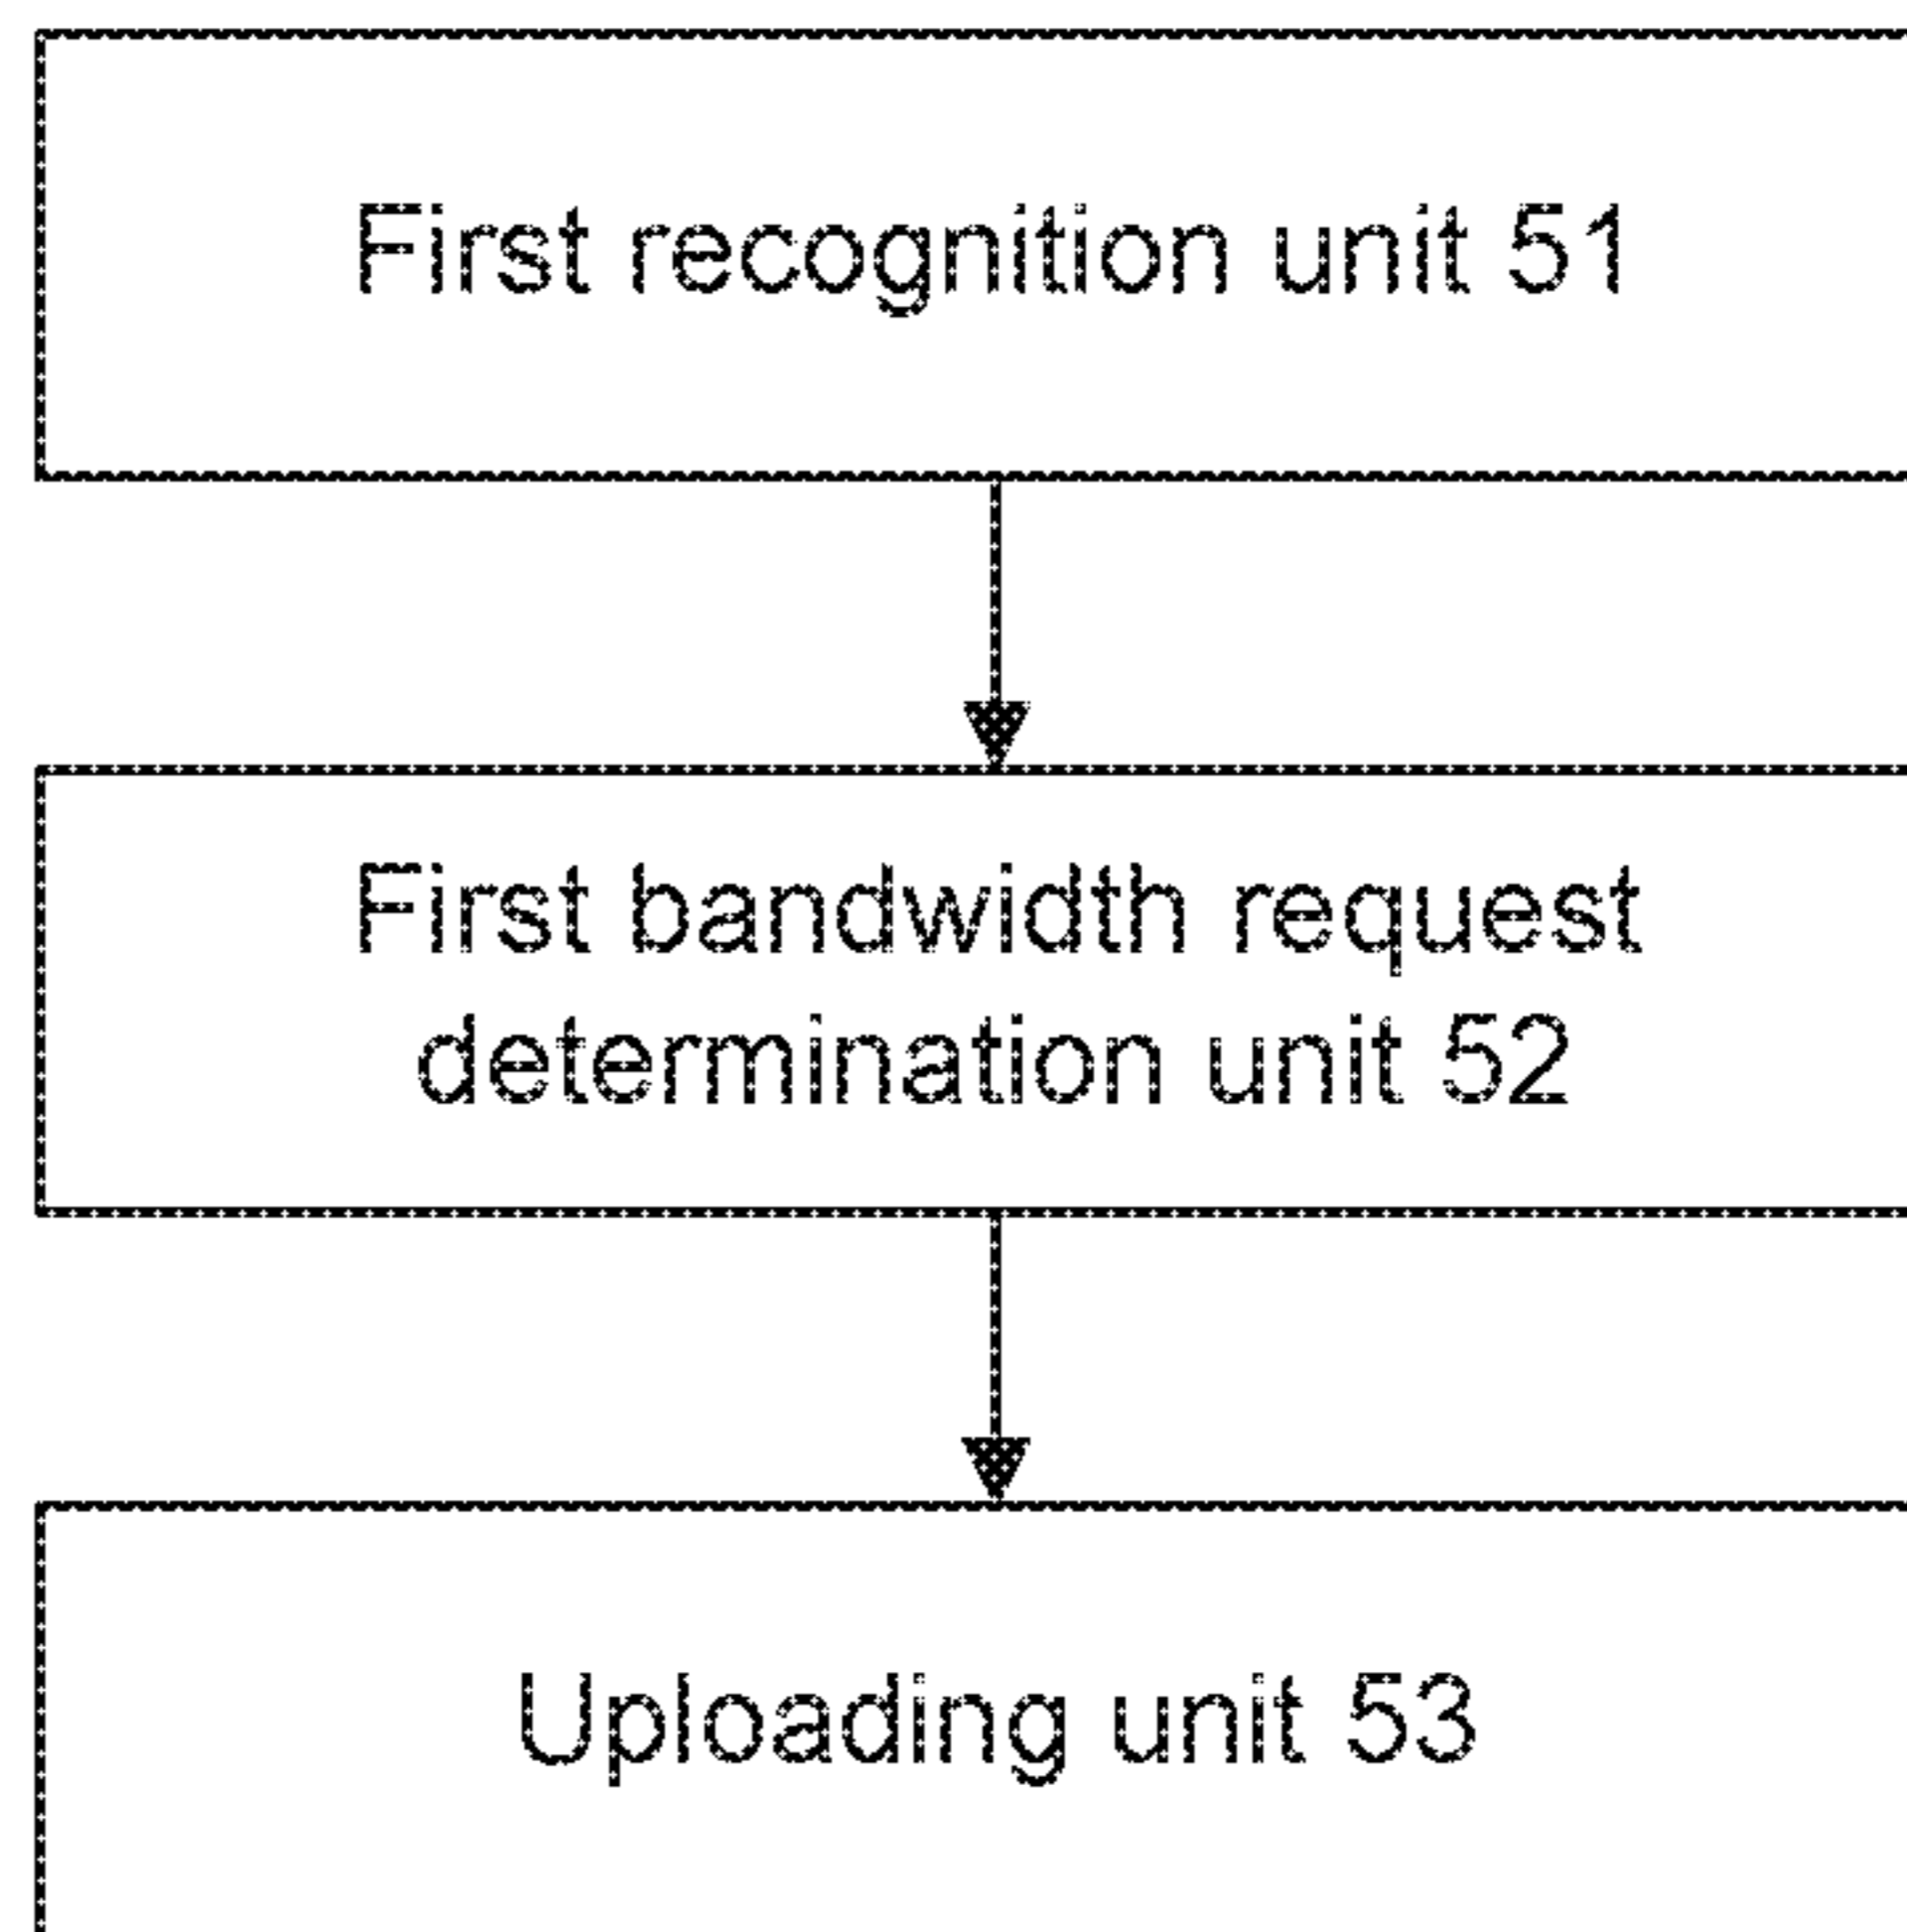 First recognition unit 51
First bandwidth request
determination unit 52
Uploading unit 53